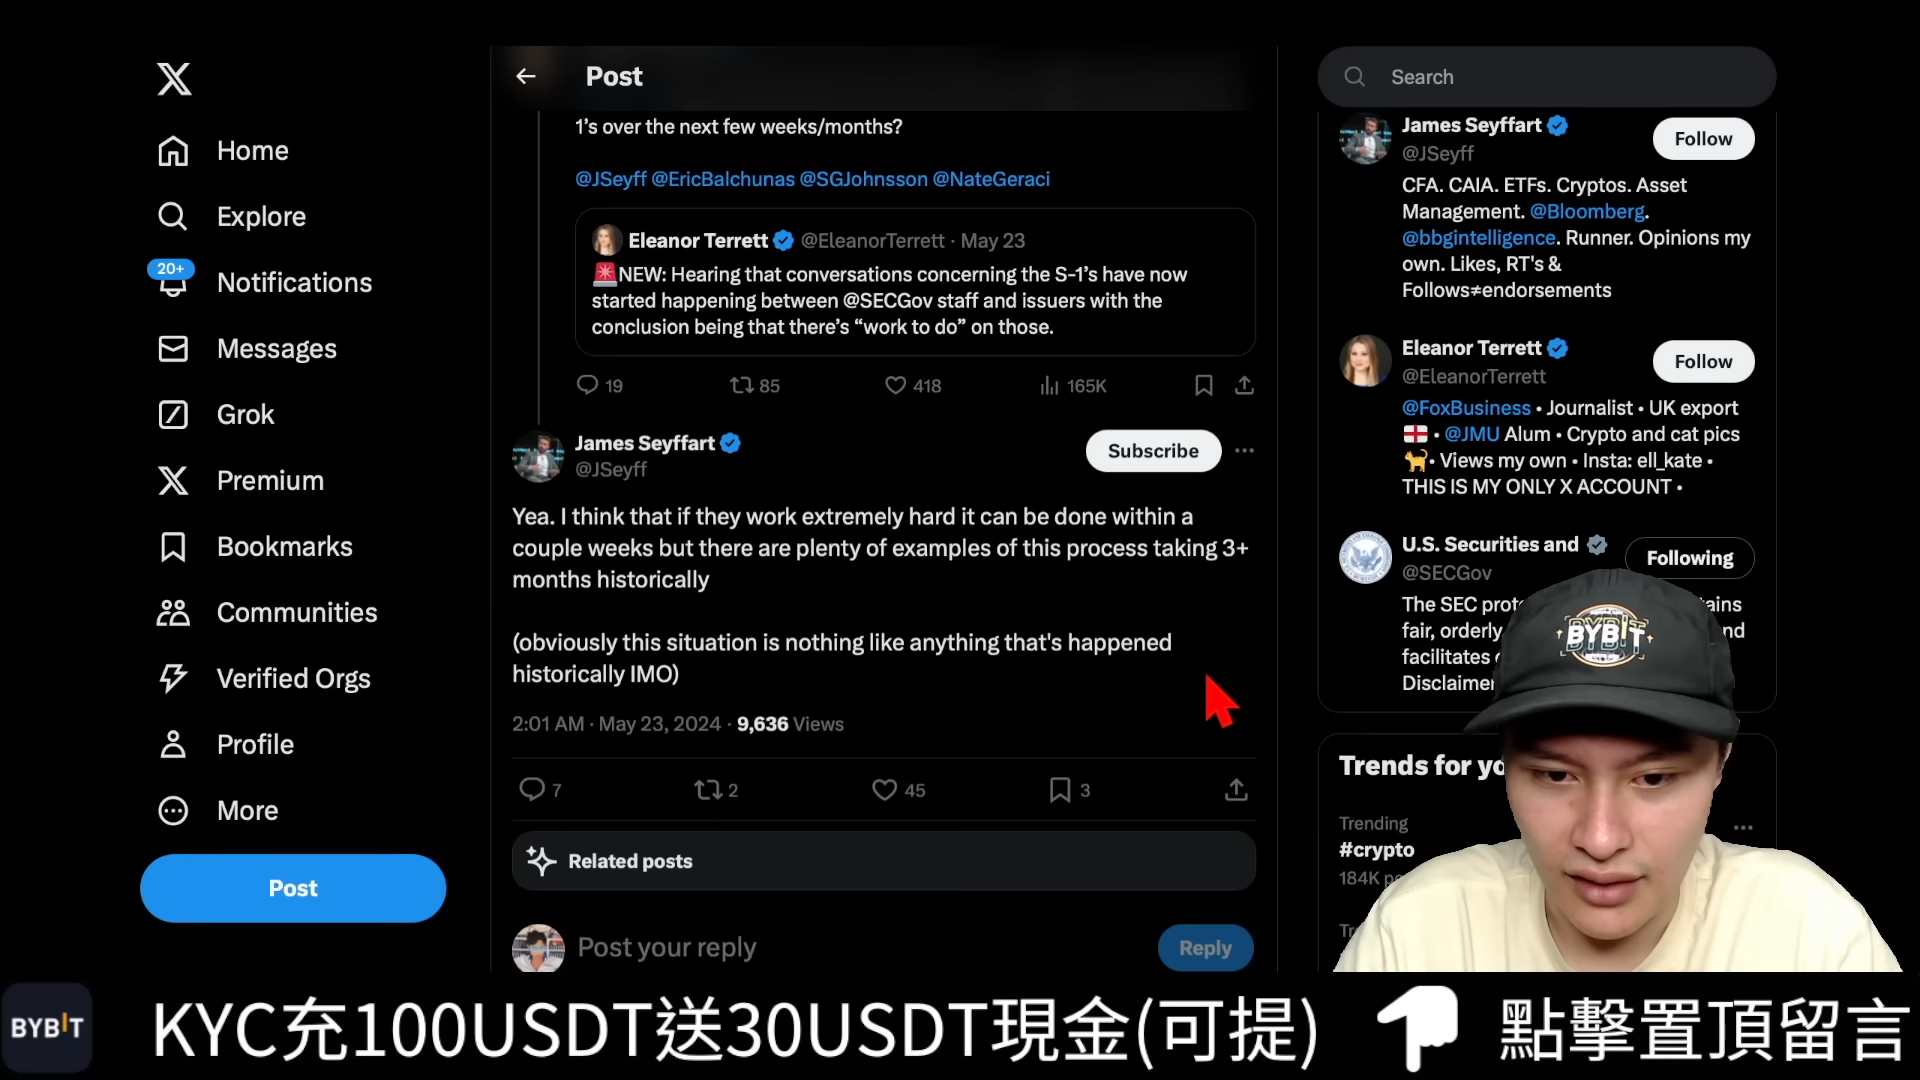 Home
Explore
20+
Notifications
Messages
Grok
Premium
Bookmarks
Communities
Verified Orgs
Profile
More
Post
Post
1’s over the next few weeks/months?
@JSeyff @EricBalchunas @SGJohnsson @NateGeraci
Eleanor Terrett @EleanorTerrett · May 23
🚨NEW: Hearing that conversations concerning the S-1’s have now
started happening between @SECGov staff and issuers with the
conclusion being that there’s “work to do” on those.
19 85 418 165K
James Seyffart
@JSeyff
Subscribe
Yea. I think that if they work extremely hard it can be done within a
couple weeks but there are plenty of examples of this process taking 3+
months historically
(obviously this situation is nothing like anything that's happened
historically IMO)
2:01 AM · May 23, 2024 · 9,636 Views
7 2 45 3
Related posts
Post your reply
Reply
Search
James Seyffart
@JSeyff
Follow
CFA. CAIA. ETFs. Cryptos. Asset
Management. @Bloomberg.
@bbgintelligence. Runner. Opinions my
own. Likes, RT's &
Follows≠endorsements
Eleanor Terrett
@EleanorTerrett
Follow
@FoxBusiness • Journalist • UK export
🏴󠁧󠁢󠁥󠁮󠁧󠁿 • @JMU Alum • Crypto and cat pics
🐈• Views my own • Insta: ell_kate •
THIS IS MY ONLY X ACCOUNT •
U.S. Securities and
@SECGov
Following
The SEC
fair, orderly
facilitates
Disclaimer
BYBIT
Trends for
Trending
#crypto
184K
BYBIT
KYC充100USDT送30USDT現金(可提)
點擊置頂留言